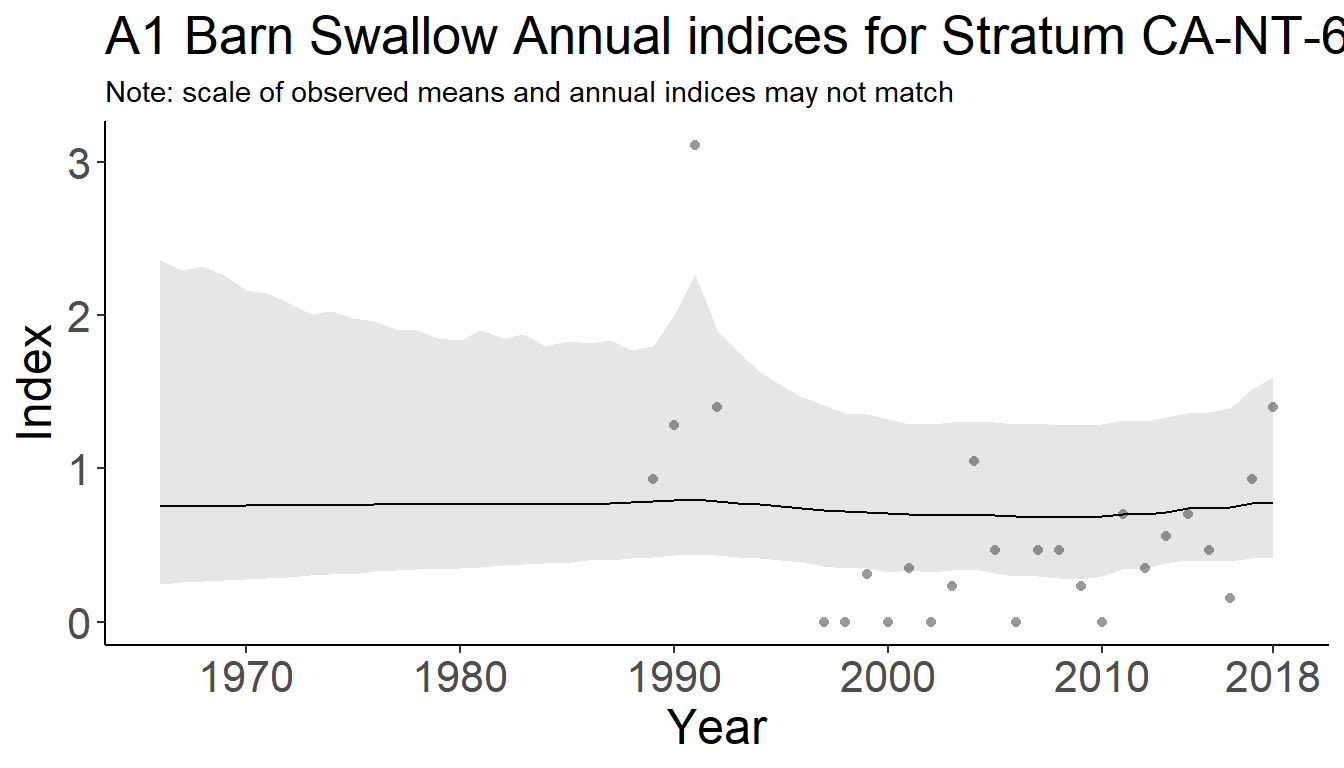 A1 Barn Swallow Annual indices for Stratum CA-NT-6
Note: scale of observed means and annual indices may not match
3
2
1
0
Index
1970 1980 1990 2000 2010 2018
Year